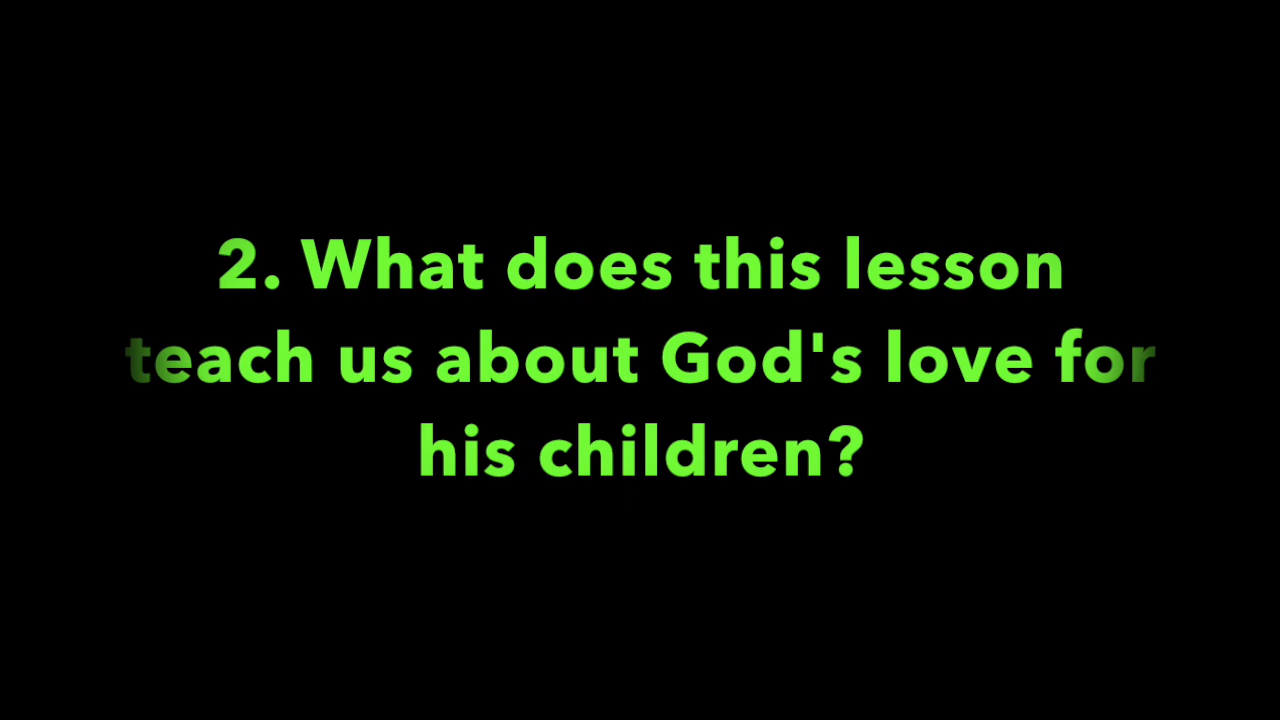 2. What does this lesson
teach us about God's love for
his children?